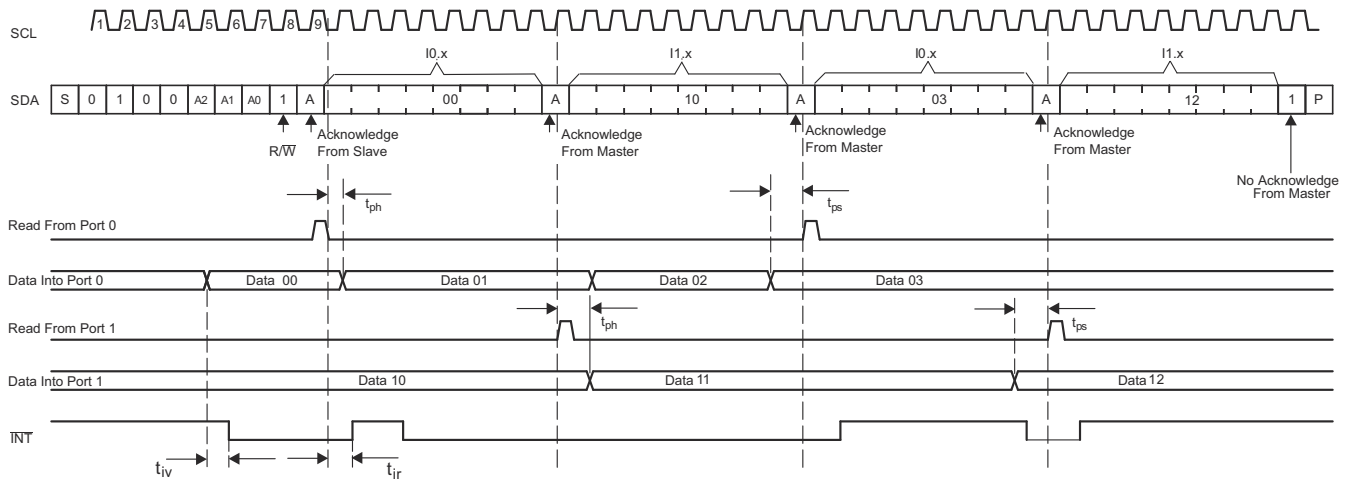 SCL 1 2 3 4 5 6 7 8 9
I0.x I1.x I0.x I1.x
SDA S 0 1 0 0 A2 A1 A0 1 A 00 A 10 A 03 A 12 1 P
R/W̅
Acknowledge
From Slave
Acknowledge
From Master
Acknowledge
From Master
Acknowledge
From Master
No Acknowledge
From Master
tph tps
Read From Port 0
Data Into Port 0 Data 00 Data 01 Data 02 Data 03
tph tps
Read From Port 1
Data Into Port 1 Data 10 Data 11 Data 12
I̅N̅T̅
tiv tir